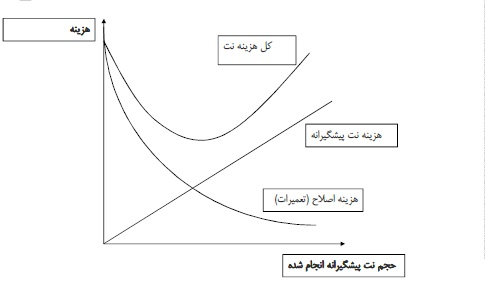 هزینه
کل هزینه نت
هزینه نت پیشگیرانه
هزینه اصلاح (تعمیرات)
حجم نت پیشگیرانه انجام شده